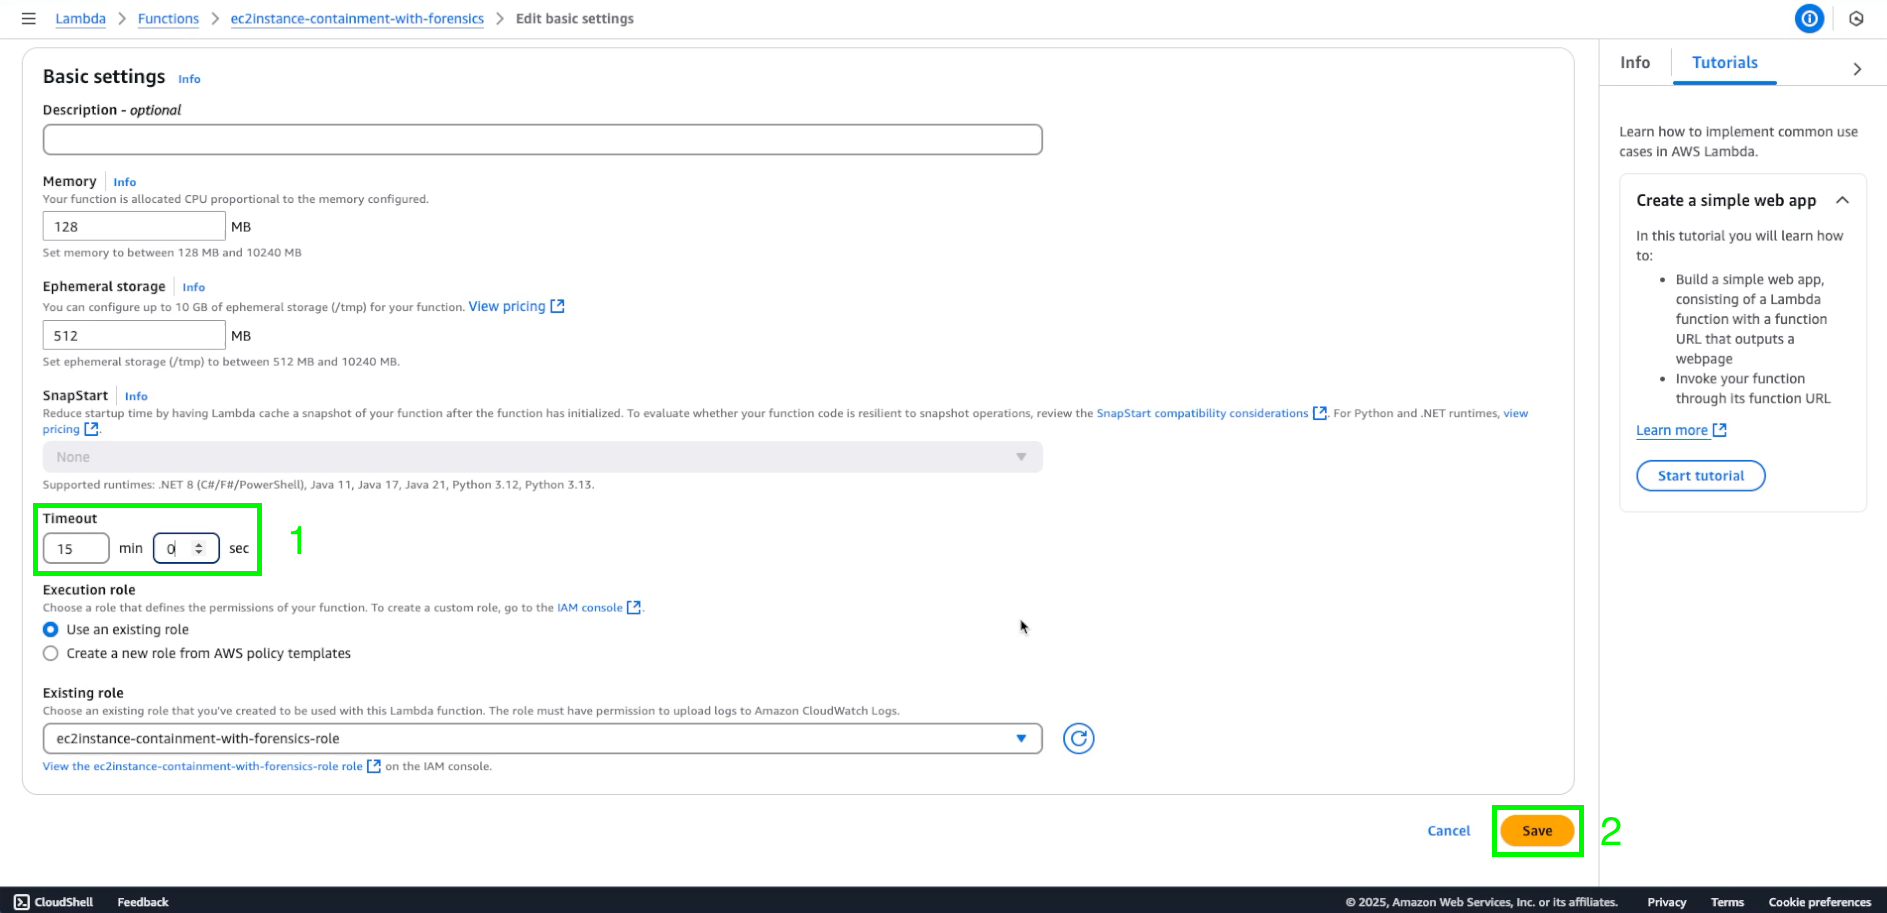 Lambda > Functions > ec2instance-containment-with-forensics > Edit basic settings
Basic settings Info
Description - optional
Memory Info
Your function is allocated CPU proportional to the memory configured.
128 MB
Set memory to between 128 MB and 10240 MB
Ephemeral storage Info
You can configure up to 10 GB of ephemeral storage (/tmp) for your function. View pricing
512 MB
Set ephemeral storage (/tmp) to between 512 MB and 10240 MB.
SnapStart Info
Reduce startup time by having Lambda cache a snapshot of your function after the function has initialized. To evaluate whether your function code is resilient to snapshot operations, review the SnapStart compatibility considerations. For Python and .NET runtimes, view
pricing.
None
Supported runtimes: .NET 8 (C#/F#/PowerShell), Java 11, Java 17, Java 21, Python 3.12, Python 3.13.
Timeout
15 min 0 sec
1
Execution role
Choose a role that defines the permissions of your function. To create a custom role, go to the IAM console.
Use an existing role
Create a new role from AWS policy templates
Existing role
Choose an existing role that you've created to be used with this Lambda function. The role must have permission to upload logs to Amazon CloudWatch Logs.
ec2instance-containment-with-forensics-role
View the ec2instance-containment-with-forensics-role role on the IAM console.
Cancel Save 2
Info Tutorials
Learn how to implement common use
cases in AWS Lambda.
Create a simple web app
In this tutorial you will learn how
to:
• Build a simple web app,
consisting of a Lambda
function with a function
URL that outputs a
webpage
• Invoke your function
through its function URL
Learn more
Start tutorial
CloudShell Feedback © 2025, Amazon Web Services, Inc. or its affiliates. Privacy Terms Cookie preferences